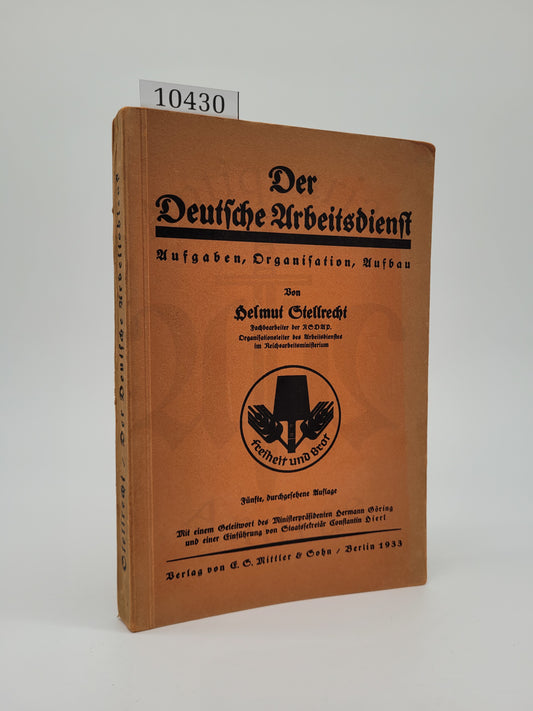 10430
Der
Deutſche Arbeitsdienſt
Aufgaben, Organiſation, Aufbau
Von
Helmut Stellrecht
Fachbearbeiter der NSDAP.
Organiſationsleiter des Arbeitsdienſtes
im Reichsarbeitsminiſterium
Freiheit und Brot
Fünfte, durchgeſehene Auflage
Mit einem Geleitwort des Miniſterpräſidenten Hermann Göring
und einer Einführung von Staatsſekretär Conſtantin Hierl
Verlag von E. S. Mittler & Sohn / Berlin 1933
Stellrecht / Der Deutſche Arbeitsdienſt